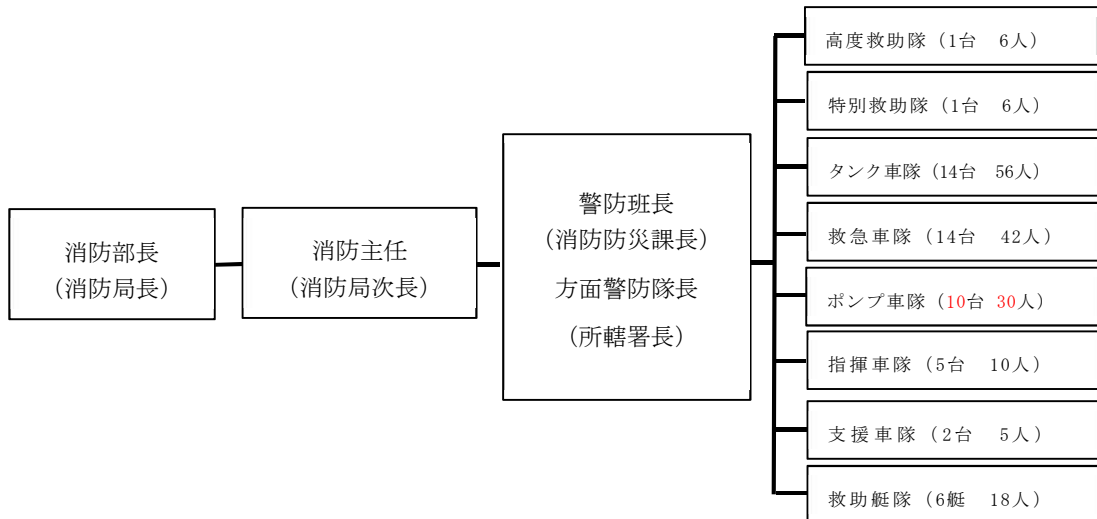 消防部長
(消防局長)
消防主任
(消防局次長)
警防班長
(消防防災課長)
方面警防隊長
(所轄署長)
高度救助隊(1台 6人)
特別救助隊(1台 6人)
タンク車隊(14台 56人)
救急車隊(14台 42人)
ポンプ車隊(10台 30人)
指揮車隊(5台 10人)
支援車隊(2台 5人)
救助艇隊(6艇 18人)